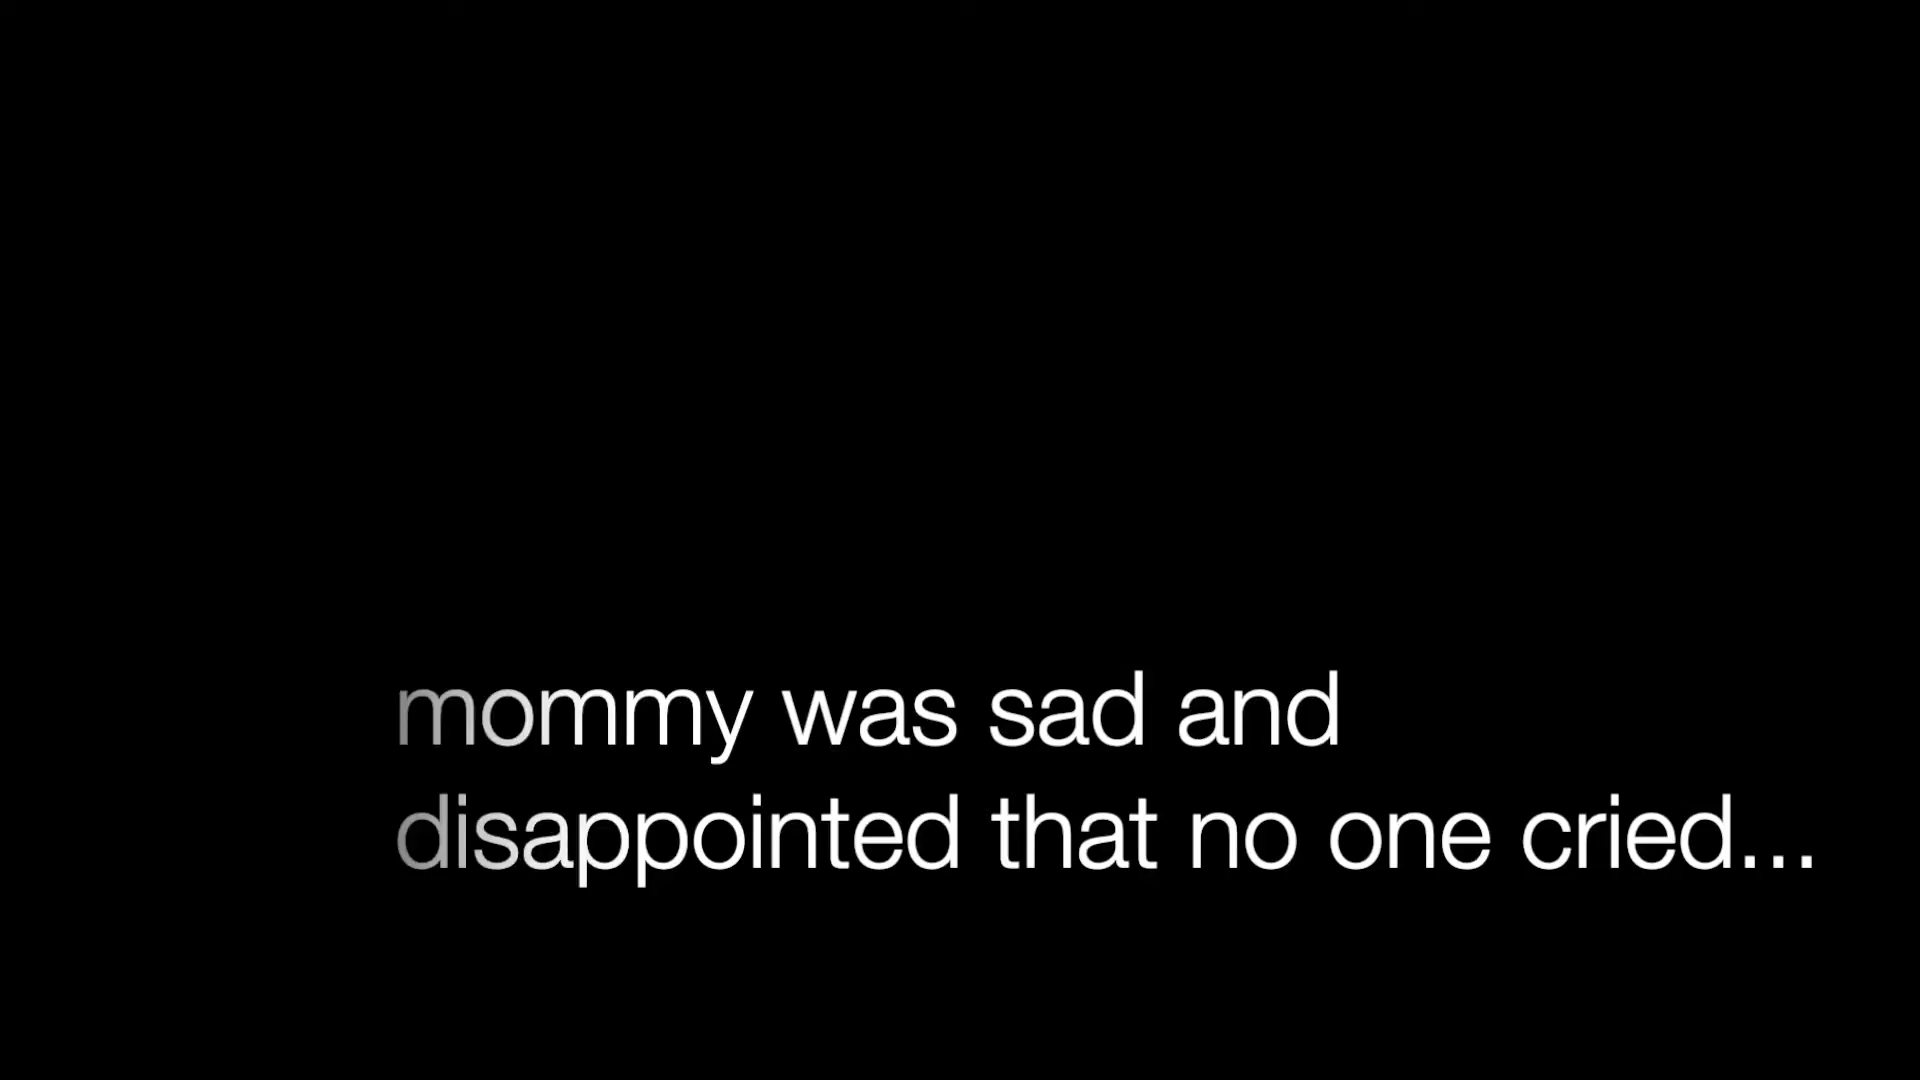 mommy was sad and
disappointed that no one cried...